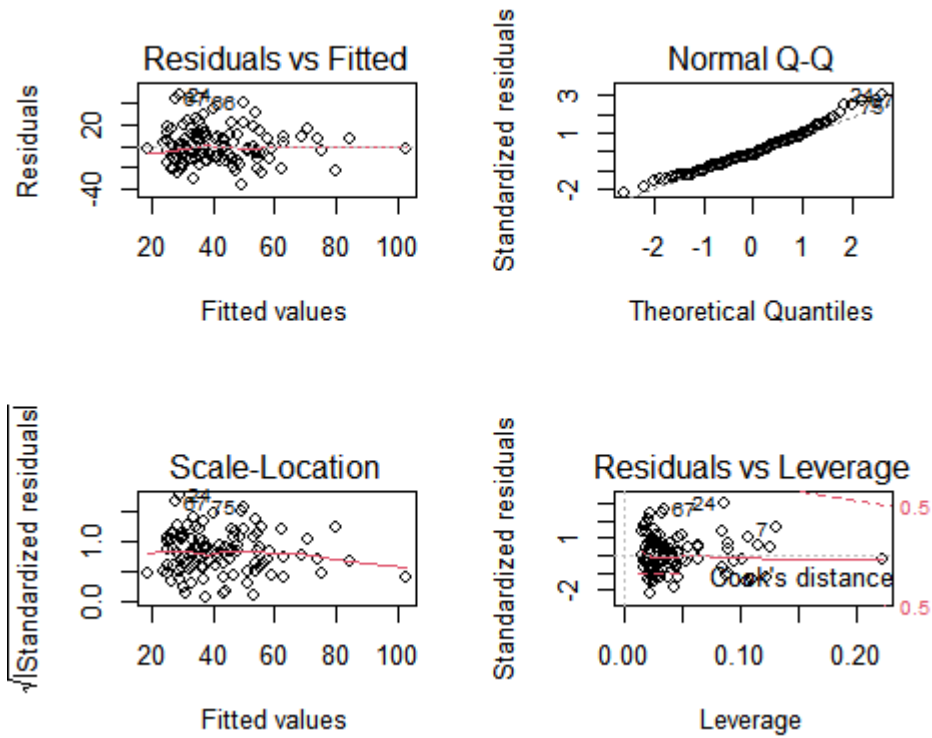 Residuals vs Fitted
Residuals
20
-40
24
67
86
20 40 60 80 100
Fitted values
Normal Q-Q
Standardized residuals
3
1
-2
24
67
75
-2 -1 0 1 2
Theoretical Quantiles
Scale-Location
√|Standardized residuals|
1.0
0.0
24
67
75
20 40 60 80 100
Fitted values
Residuals vs Leverage
Standardized residuals
1
-2
67
24
7
Cook's distance
0.5
0.5
0.00 0.10 0.20
Leverage